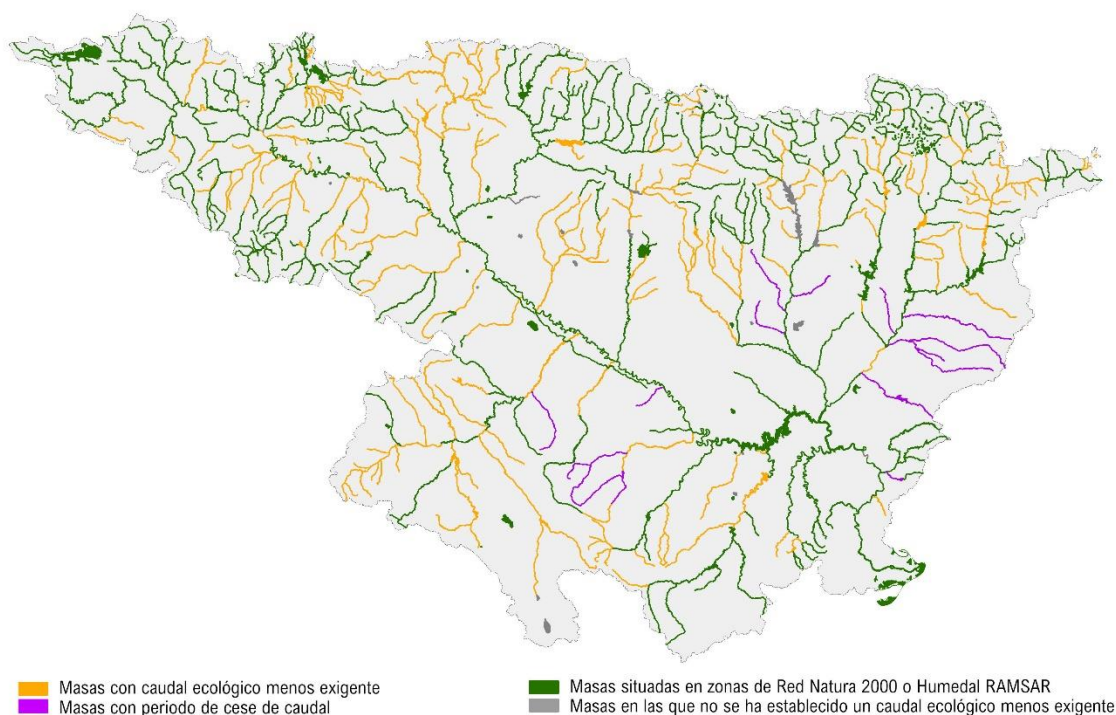 Masas con caudal ecológico menos exigente
Masas con periodo de cese de caudal
Masas situadas en zonas de Red Natura 2000 o Humedal RAMSAR
Masas en las que no se ha establecido un caudal ecológico menos exigente